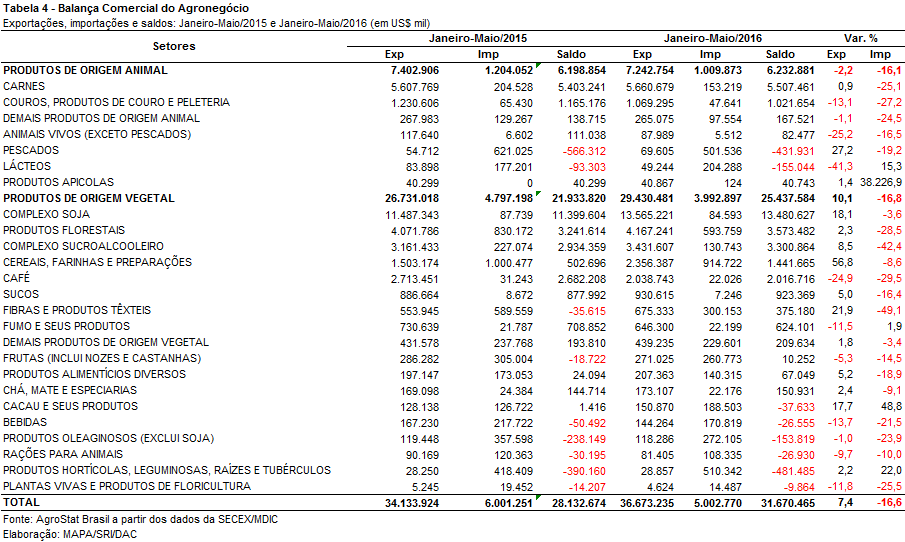 Tabela 4 - Balança Comercial do Agronegócio
Exportações, importações e saldos: Janeiro-Maio/2015 e Janeiro-Maio/2016 (em US$ mil)
Setores Janeiro-Maio/2015 Janeiro-Maio/2016 Var. %
Exp Imp Saldo Exp Imp Saldo Exp Imp
PRODUTOS DE ORIGEM ANIMAL 7.402.906 1.204.052 6.198.854 7.242.754 1.009.873 6.232.881 -2,2 -16,1
CARNES 5.607.769 204.528 5.403.241 5.660.679 153.219 5.507.461 0,9 -25,1
COUROS, PRODUTOS DE COURO E PELETERIA 1.230.606 65.430 1.165.176 1.069.295 47.641 1.021.654 -13,1 -27,2
DEMAIS PRODUTOS DE ORIGEM ANIMAL 267.983 129.267 138.715 265.075 97.554 167.521 -1,1 -24,5
ANIMAIS VIVOS (EXCETO PESCADOS) 117.640 6.602 111.038 87.989 5.512 82.477 -25,2 -16,5
PESCADOS 54.712 621.025 -566.312 69.605 501.536 -431.931 27,2 -19,2
LÁCTEOS 83.898 177.201 -93.303 49.244 204.288 -155.044 -41,3 15,3
PRODUTOS APICOLAS 40.299 0 40.299 40.867 124 40.743 1,4 38.226,9
PRODUTOS DE ORIGEM VEGETAL 26.731.018 4.797.198 21.933.820 29.430.481 3.992.897 25.437.584 10,1 -16,8
COMPLEXO SOJA 11.487.343 87.739 11.399.604 13.565.221 84.593 13.480.627 18,1 -3,6
PRODUTOS FLORESTAIS 4.071.786 830.172 3.241.614 4.167.241 593.759 3.573.482 2,3 -28,5
COMPLEXO SUCROALCOOLEIRO 3.161.433 227.074 2.934.359 3.431.607 130.743 3.300.864 8,5 -42,4
CEREAIS, FARINHAS E PREPARAÇÕES 1.503.174 1.000.477 502.696 2.356.387 914.722 1.441.665 56,8 -8,6
CAFÉ 2.713.451 31.243 2.682.208 2.038.743 22.026 2.016.716 -24,9 -29,5
SUCOS 886.664 8.672 877.992 930.615 7.246 923.369 5,0 -16,4
FIBRAS E PRODUTOS TÊXTEIS 553.945 589.559 -35.615 675.333 300.153 375.180 21,9 -49,1
FUMO E SEUS PRODUTOS 730.639 21.787 708.852 646.300 22.199 624.101 -11,5 1,9
DEMAIS PRODUTOS DE ORIGEM VEGETAL 431.578 237.768 193.810 439.235 229.601 209.634 1,8 -3,4
FRUTAS (INCLUI NOZES E CASTANHAS) 286.282 305.004 -18.722 271.025 260.773 10.252 -5,3 -14,5
PRODUTOS ALIMENTÍCIOS DIVERSOS 197.147 173.053 24.094 207.363 140.315 67.049 5,2 -18,9
CHÁ, MATE E ESPECIARIAS 169.098 24.384 144.714 173.107 22.176 150.931 2,4 -9,1
CACAU E SEUS PRODUTOS 128.138 126.722 1.416 150.870 188.503 -37.633 17,7 48,8
BEBIDAS 167.230 217.722 -50.492 144.264 170.819 -26.555 -13,7 -21,5
PRODUTOS OLEAGINOSOS (EXCLUI SOJA) 119.448 357.598 -238.149 118.286 272.105 -153.819 -1,0 -23,9
RAÇÕES PARA ANIMAIS 90.169 120.363 -30.195 81.405 108.335 -26.930 -9,7 -10,0
PRODUTOS HORTÍCOLAS, LEGUMINOSAS, RAÍZES E TUBÉRCULOS 28.250 418.409 -390.160 28.857 510.342 -481.485 2,2 22,0
PLANTAS VIVAS E PRODUTOS DE FLORICULTURA 5.245 19.452 -14.207 4.624 14.487 -9.864 -11,8 -25,5
TOTAL 34.133.924 6.001.251 28.132.674 36.673.235 5.002.770 31.670.465 7,4 -16,6
Fonte: AgroStat Brasil a partir dos dados da SECEX/MDIC
Elaboração: MAPA/SRI/DAC